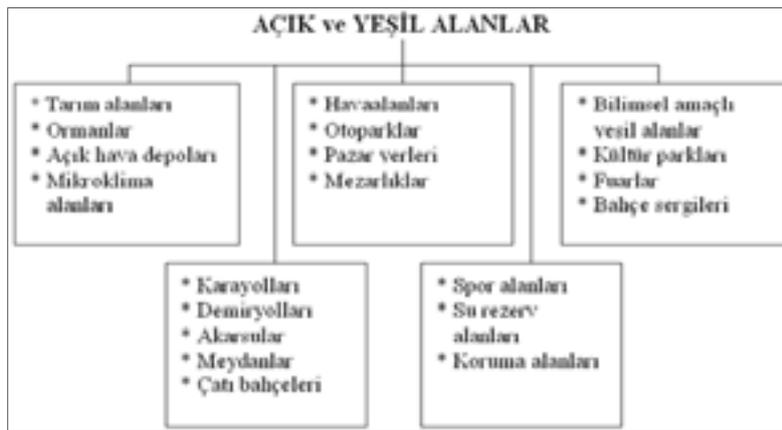 AÇIK ve YEŞİL ALANLAR
* Tarım alanları
* Ormanlar
* Açık hava depoları
* Mikroklima
alanları
* Havaalanları
* Otoparklar
* Pazar yerleri
* Mezarlıklar
* Bilimsel amaçlı
yeşil alanlar
* Kültür parkları
* Fuarlar
* Bahçe sergileri
* Karayolları
* Demiryolları
* Akarsular
* Meydanlar
* Çatı bahçeleri
* Spor alanları
* Su rezerv
alanları
* Koruma alanları